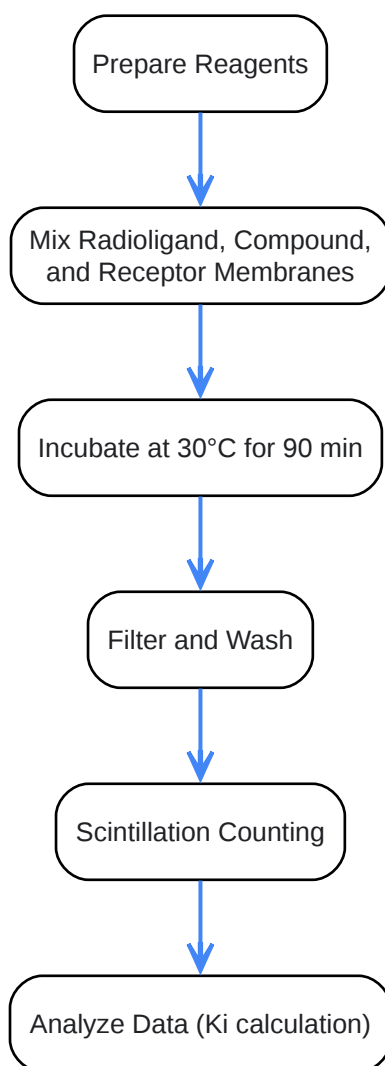 Prepare Reagents
Mix Radioligand, Compound,
and Receptor Membranes
Incubate at 30°C for 90 min
Filter and Wash
Scintillation Counting
Analyze Data (Ki calculation)